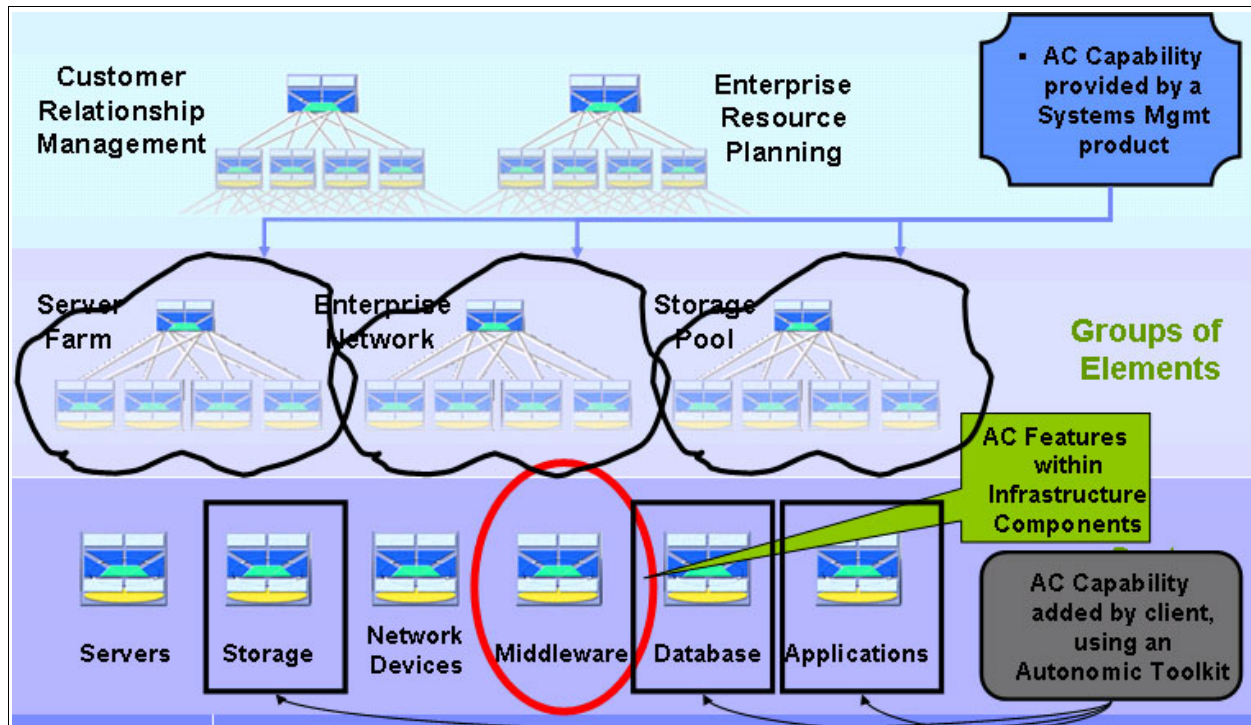 Customer
Relationship
Management
Enterprise
Resource
Planning
▪ AC Capability
provided by a
Systems Mgmt
product
Server
Farm
Enterprise
Network
Storage
Pool
Groups of
Elements
AC Features
within
Infrastructure
Components
Servers
Storage
Network
Devices
Middleware
Database
Applications
AC Capability
added by client,
using an
Autonomic Toolkit